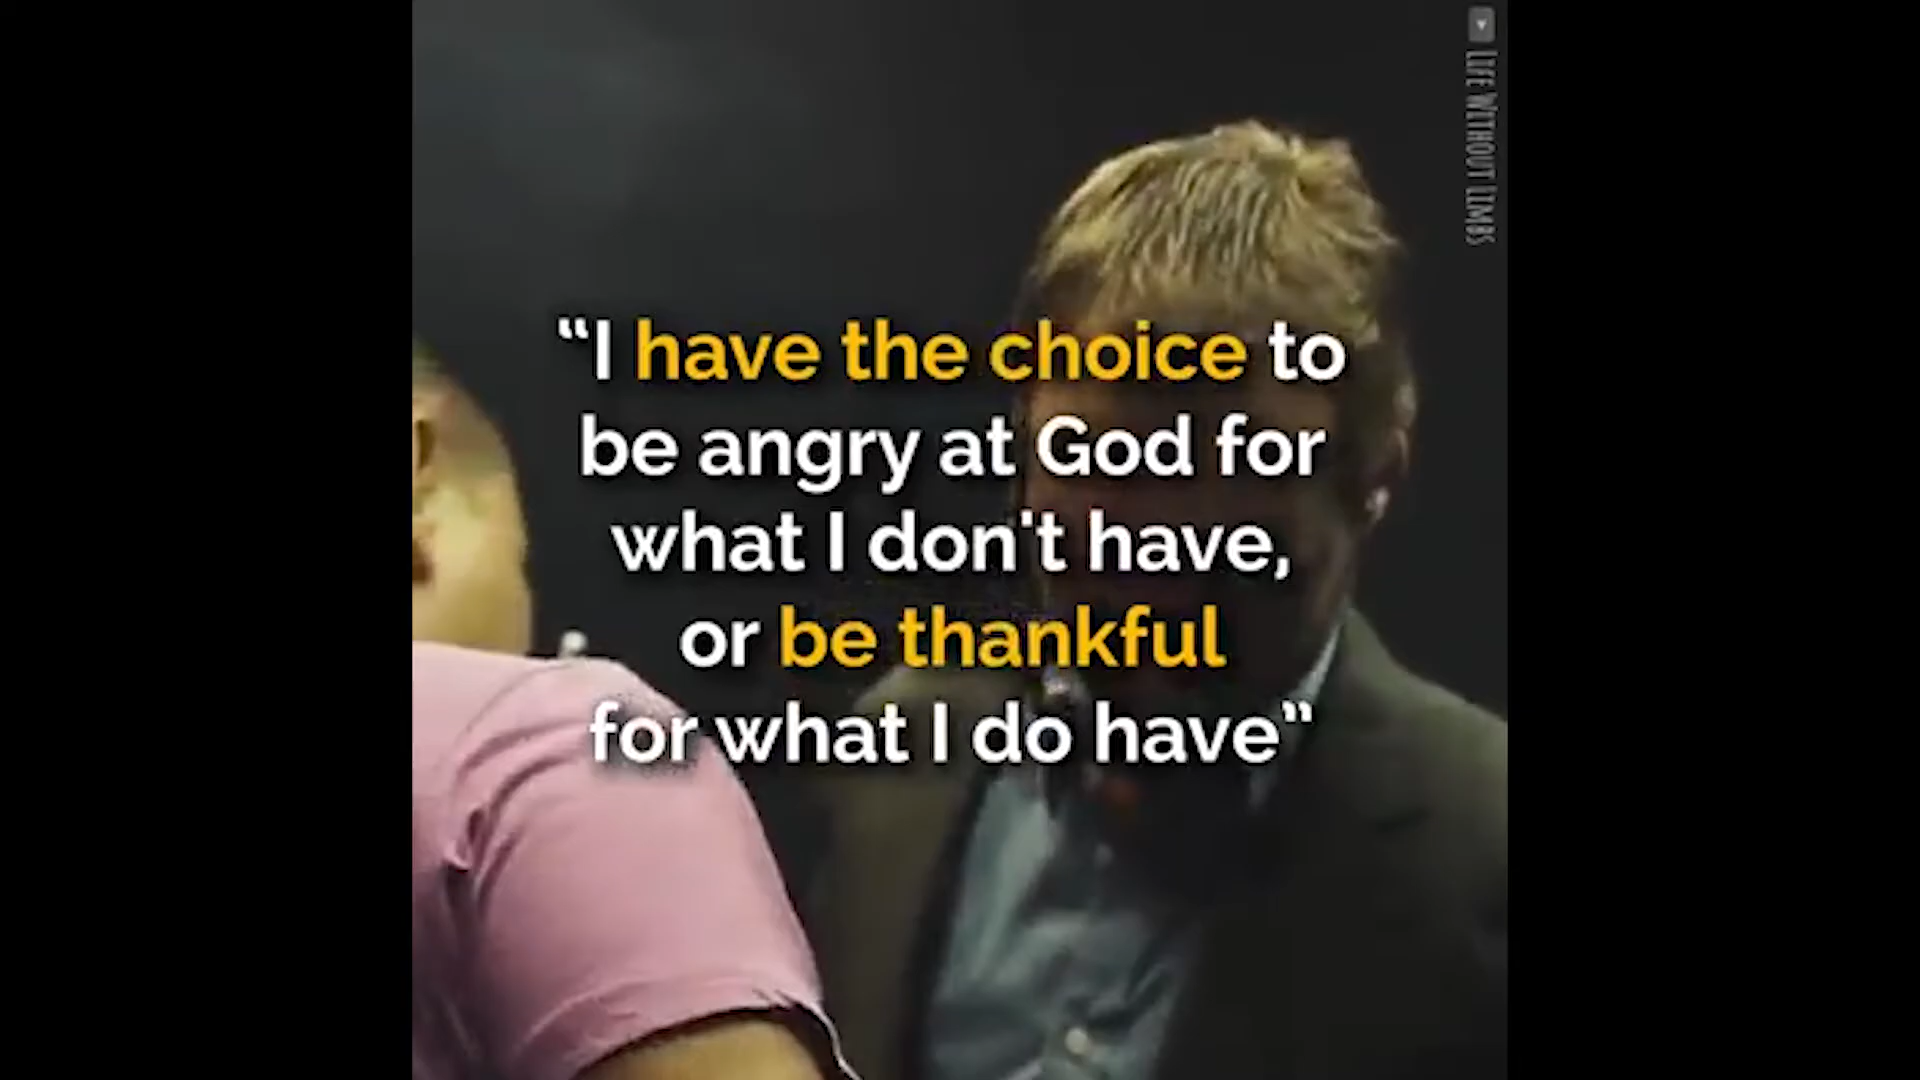 “I have the choice to
be angry at God for
what I don't have,
or be thankful
for what I do have”
LIFE WITHOUT LIMBS